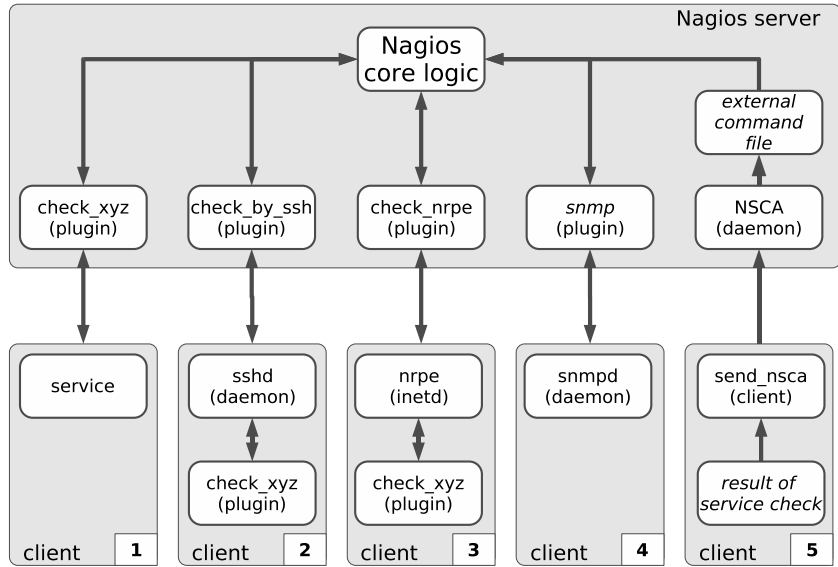 Nagios server
Nagios
core logic
external
command
file
check_xyz
(plugin)
check_by_ssh
(plugin)
check_nrpe
(plugin)
snmp
(plugin)
NSCA
(daemon)
service
sshd
(daemon)
nrpe
(inetd)
snmpd
(daemon)
send_nsca
(client)
check_xyz
(plugin)
check_xyz
(plugin)
result of
service check
client 1
client 2
client 3
client 4
client 5